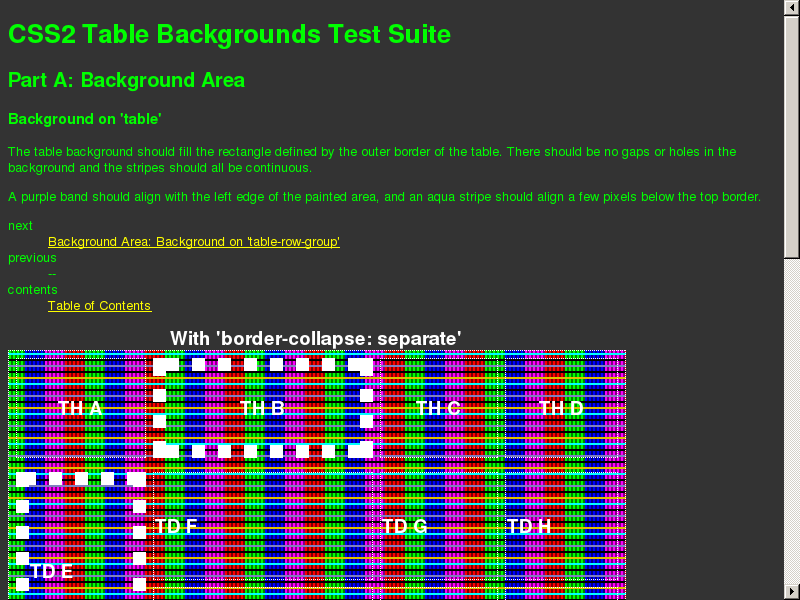 CSS2 Table Backgrounds Test Suite
Part A: Background Area
Background on 'table'
The table background should fill the rectangle defined by the outer border of the table. There should be no gaps or holes in the
background and the stripes should all be continuous.
A purple band should align with the left edge of the painted area, and an aqua stripe should align a few pixels below the top border.
next
Background Area: Background on 'table-row-group'
previous
--
contents
Table of Contents
With 'border-collapse: separate'
TH A TH B TH C TH D
TD F TD G TD H
TD E